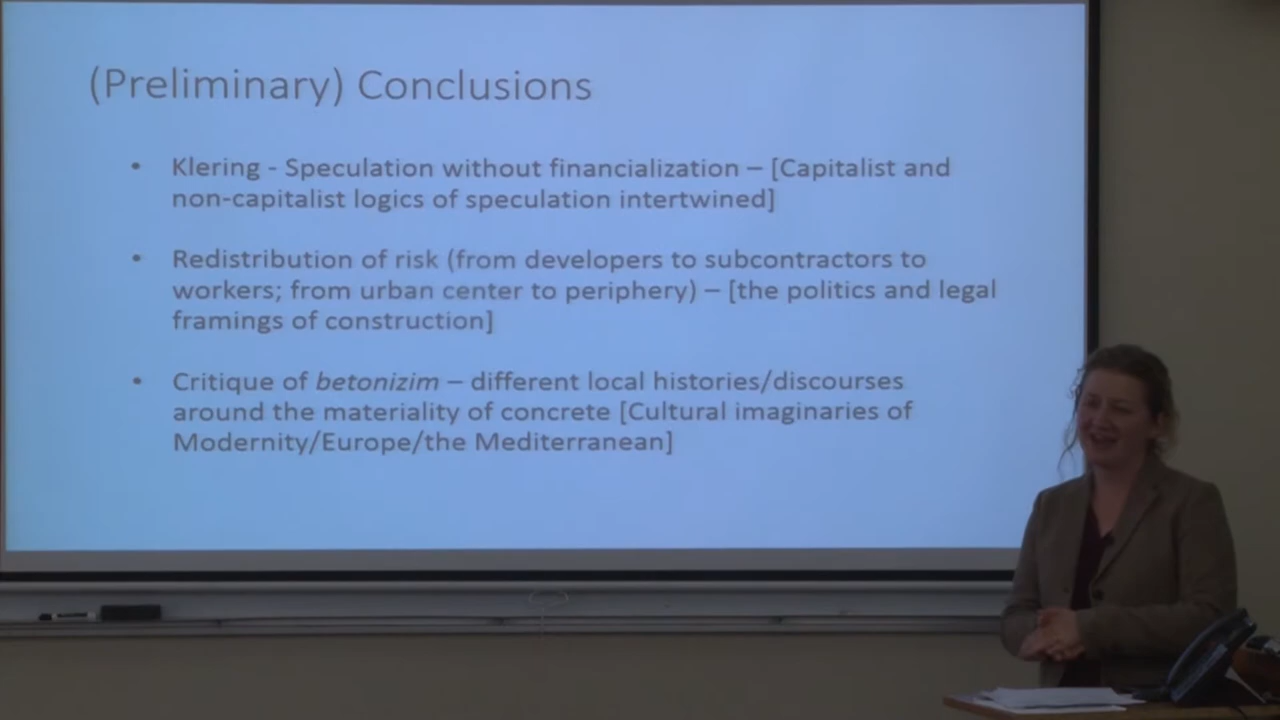 (Preliminary) Conclusions
• Klering - Speculation without financialization – [Capitalist and
non-capitalist logics of speculation intertwined]
• Redistribution of risk (from developers to subcontractors to
workers; from urban center to periphery) – [the politics and legal
framings of construction]
• Critique of betonizim – different local histories/discourses
around the materiality of concrete [Cultural imaginaries of
Modernity/Europe/the Mediterranean]